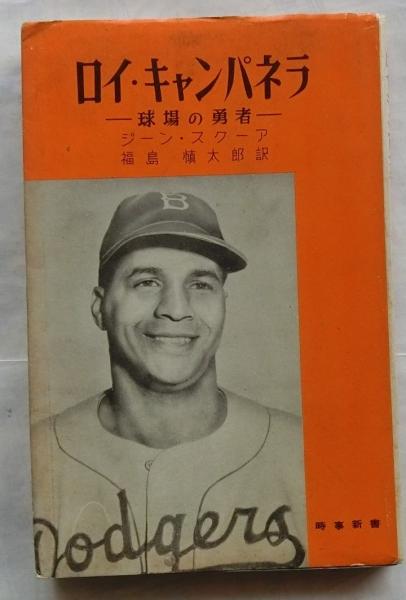 ロイ・キャンパネラ
—球場の勇者—
ジーン・スクーア
福島 慎太郎訳
B
Dodgers
時事新書